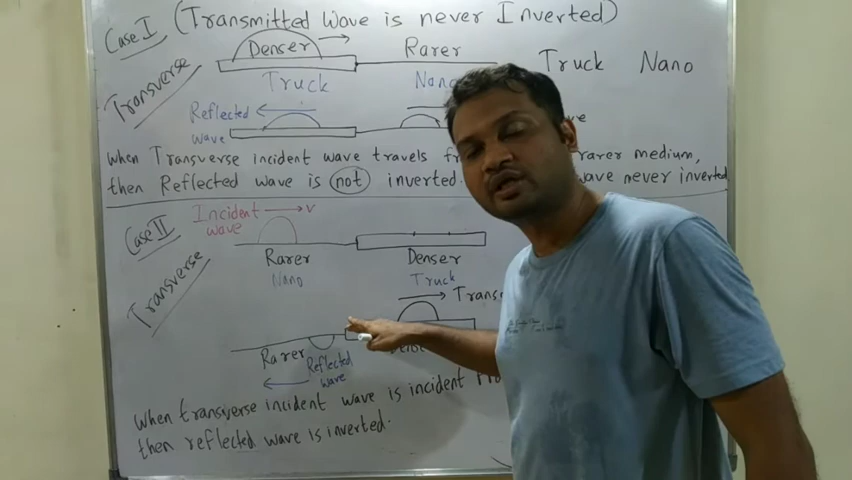 Case I (Transmitted Wave is never Inverted)
Denser Rarer
Truck Nano
Transverse Truck Nano
Reflected
wave
When Transverse incident wave travels rarer medium,
then Reflected wave is not inverted. wave never inverted
Case II Incident v
wave
Rarer Denser
Nano Truck
Transverse
Rarer Reflected
wave
When transverse incident wave is incident
then reflected wave is inverted.